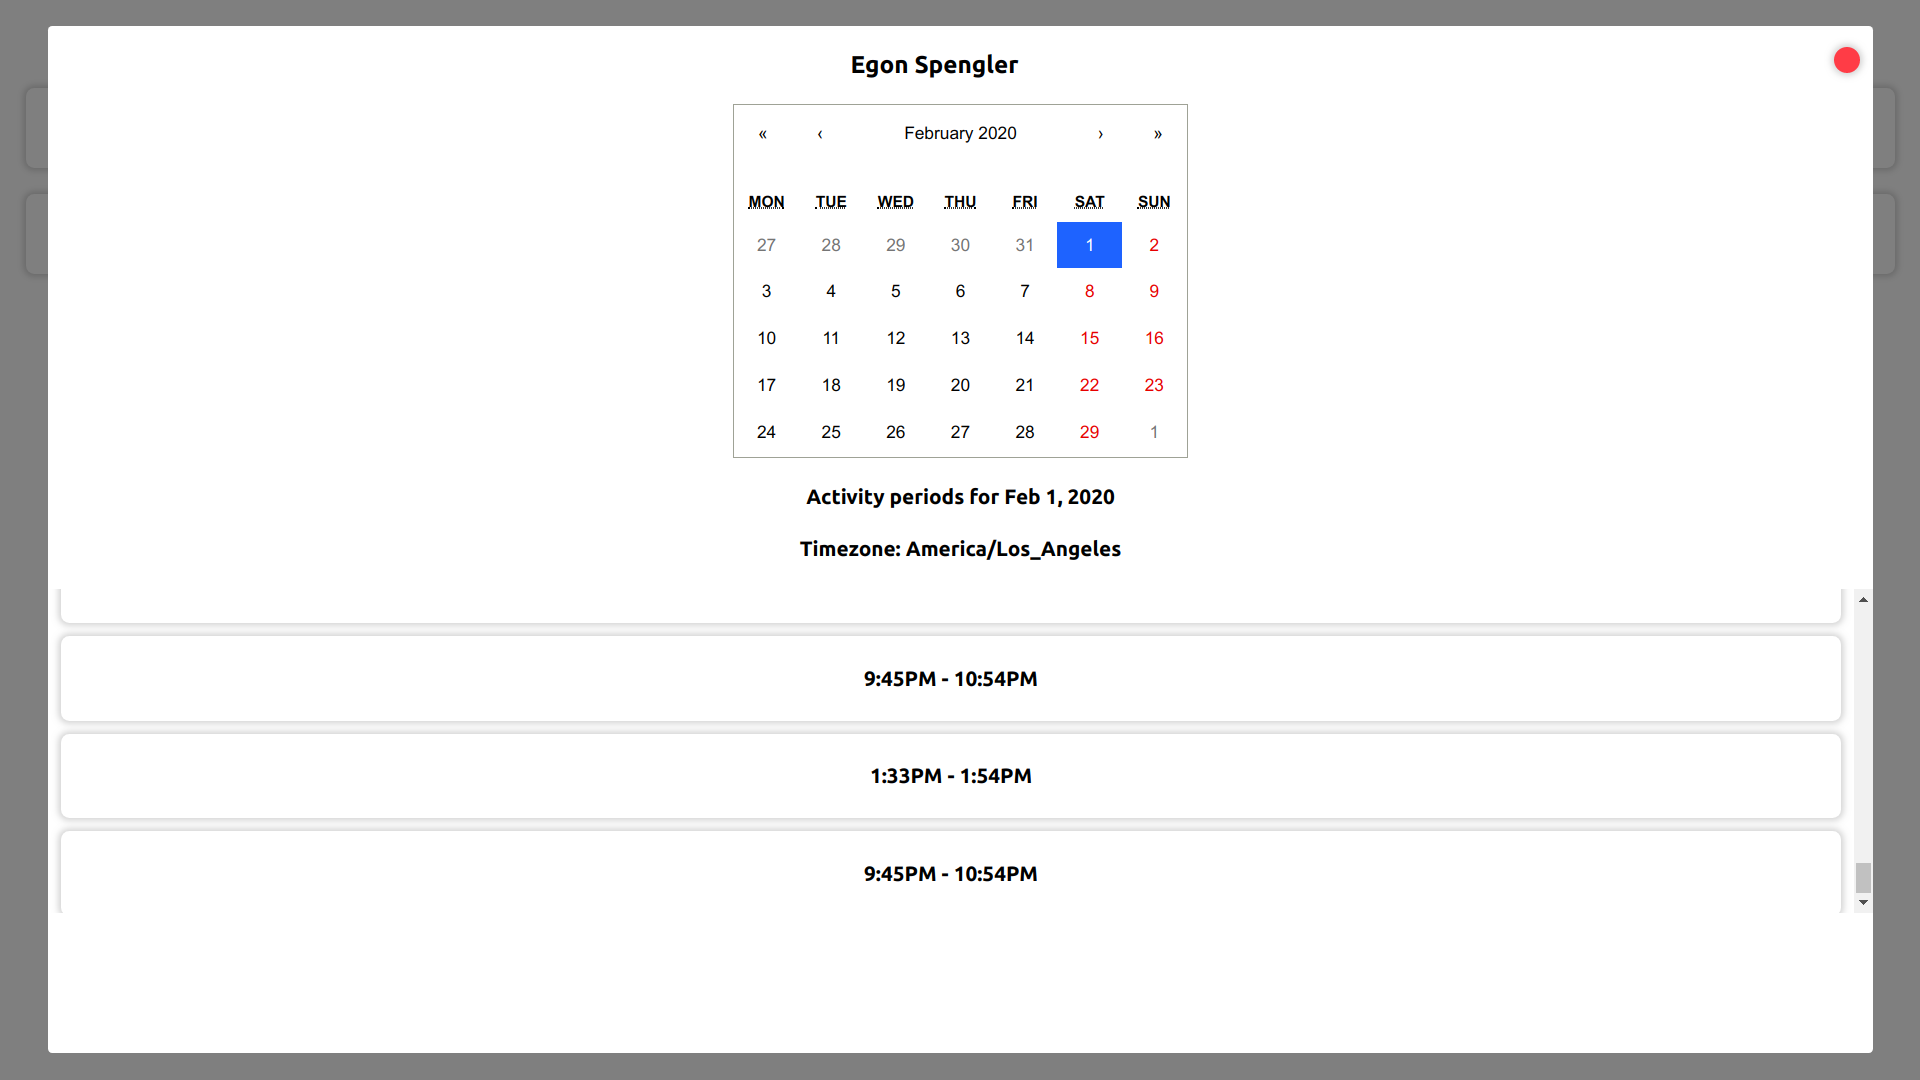 Egon Spengler
« ‹ February 2020 › »
MON TUE WED THU FRI SAT SUN
27 28 29 30 31 1 2
3 4 5 6 7 8 9
10 11 12 13 14 15 16
17 18 19 20 21 22 23
24 25 26 27 28 29 1
Activity periods for Feb 1, 2020
Timezone: America/Los_Angeles
9:45PM - 10:54PM
1:33PM - 1:54PM
9:45PM - 10:54PM